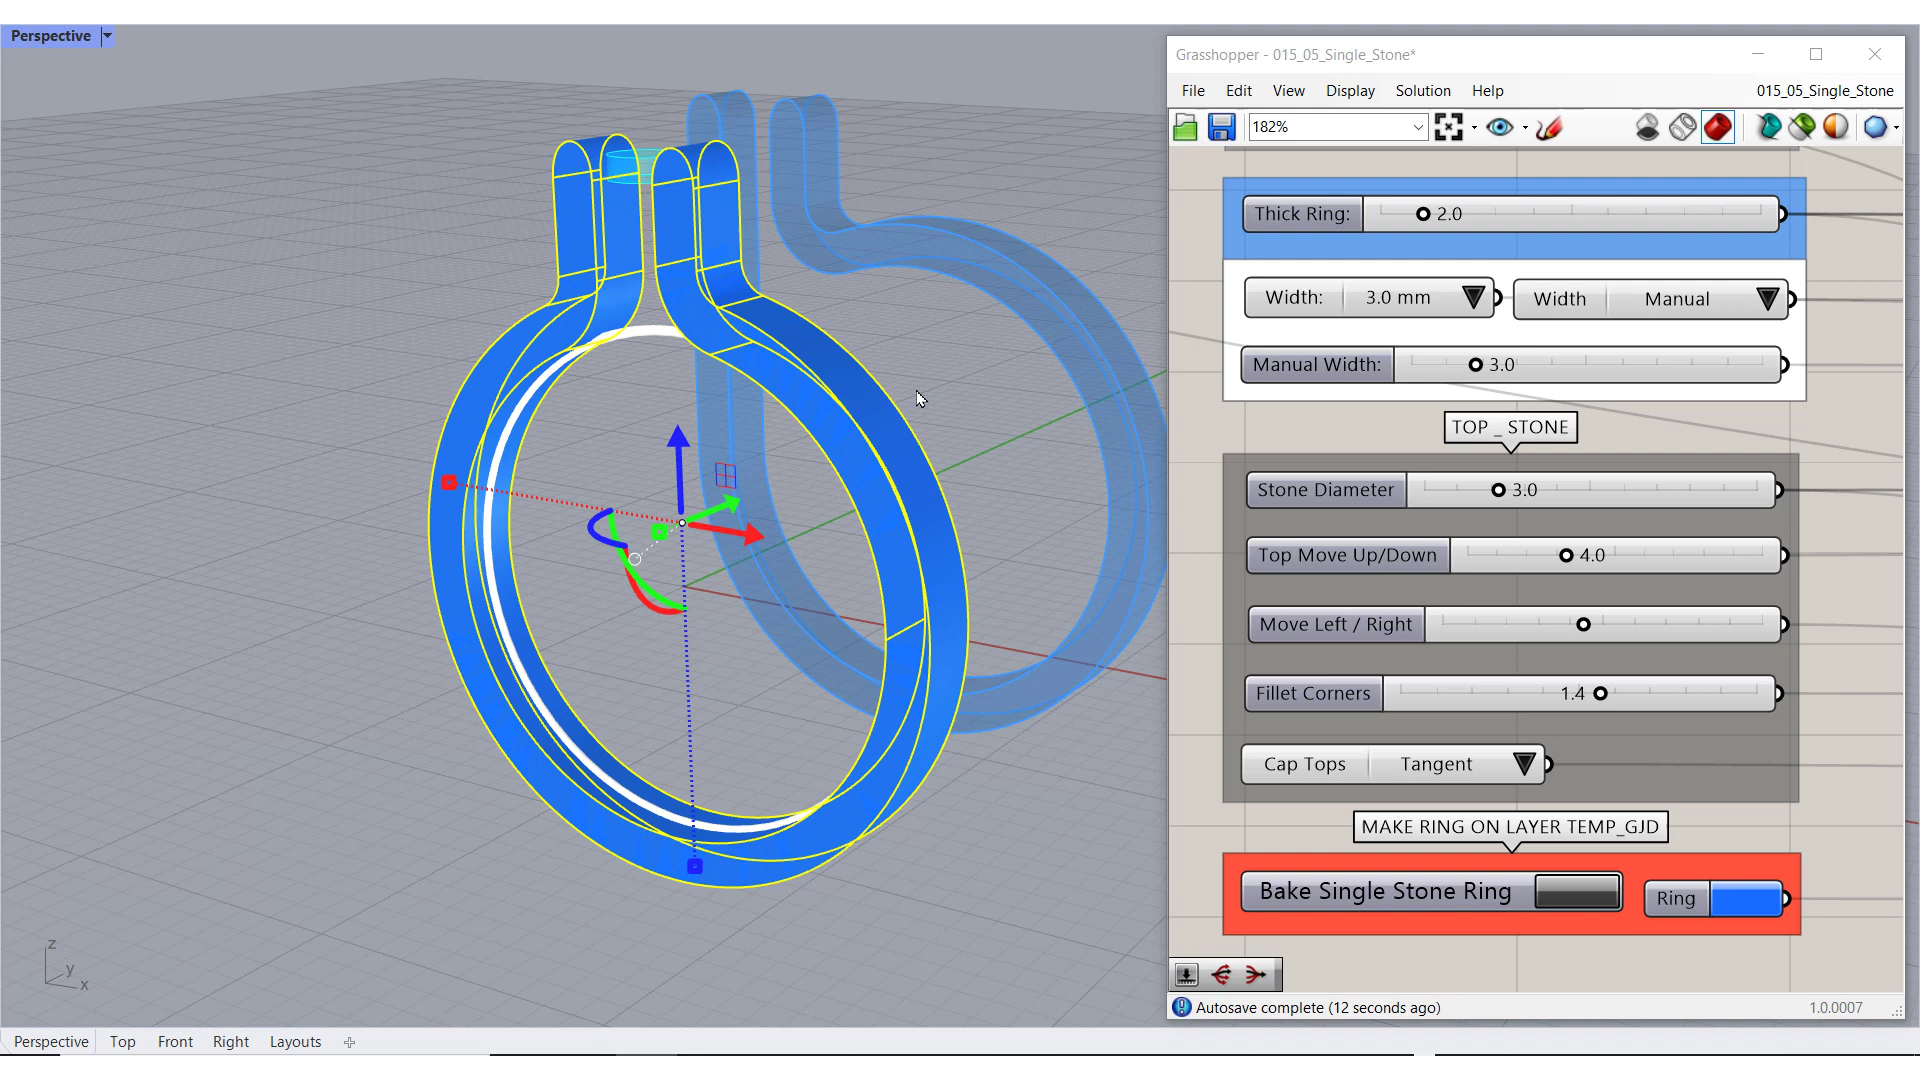 Perspective
Grasshopper - 015_05_Single_Stone*
File Edit View Display Solution Help 015_05_Single_Stone
182%
Thick Ring: 2.0
Width: 3.0 mm Width Manual
Manual Width: 3.0
TOP _ STONE
Stone Diameter 3.0
Top Move Up/Down 4.0
Move Left / Right
Fillet Corners 1.4
Cap Tops Tangent
MAKE RING ON LAYER TEMP_GJD
Bake Single Stone Ring Ring
z
y
x
Autosave complete (12 seconds ago) 1.0.0007
Perspective Top Front Right Layouts